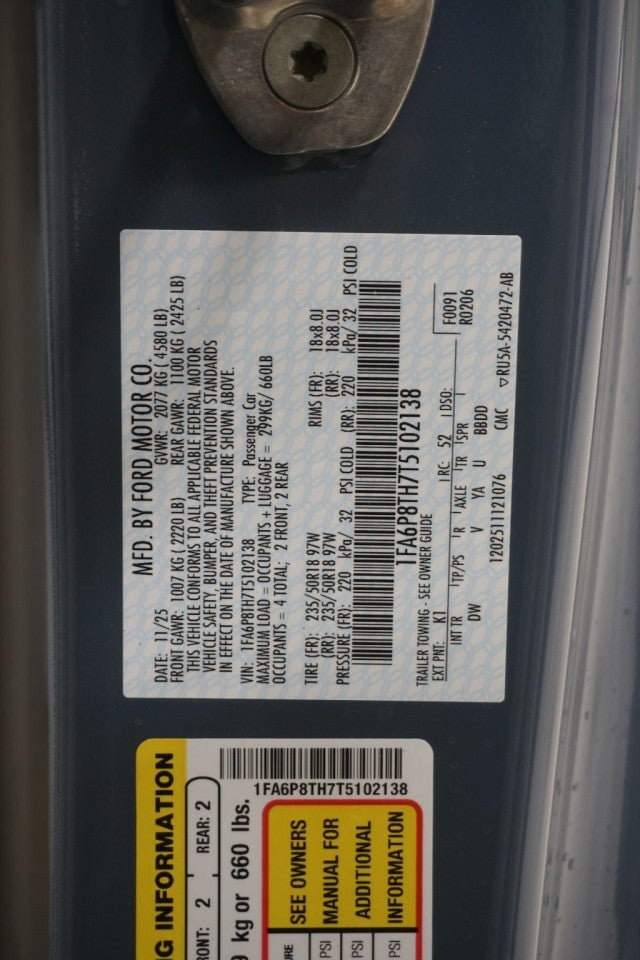 MFD. BY FORD MOTOR CO.
DATE: 11/25 GVWR: 2077 KG ( 4580 LB)
FRONT GAWR: 1007 KG ( 2220 LB) REAR GAWR: 1100 KG ( 2425 LB)
THIS VEHICLE CONFORMS TO ALL APPLICABLE FEDERAL MOTOR
VEHICLE SAFETY, BUMPER, AND THEFT PREVENTION STANDARDS
IN EFFECT ON THE DATE OF MANUFACTURE SHOWN ABOVE.
VIN: 1FA6P8TH7T5102138 TYPE: Passenger Car
MAXIMUM LOAD = OCCUPANTS + LUGGAGE = 299KG/ 660LB
OCCUPANTS = 4 TOTAL; 2 FRONT, 2 REAR
TIRE (FR): 235/50R18 97W RIMS (FR): 18x8.0J
(RR): 235/50R18 97W (RR): 18x8.0J
PRESSURE (FR): 220 kPa/ 32 PSI COLD (RR): 220 kPa/ 32 PSI COLD
1FA6P8TH7T5102138
TRAILER TOWING - SEE OWNER GUIDE F0091
EXT PNT: K1 RC: 52 DSO: R0206
INT TR TP/PS R AXLE TR SPR
DW V YA U BBDD
1202511121076 CMC ▽RU5A-5420472-AB
G INFORMATION
FRONT: 2 REAR: 2
9 kg or 660 lbs.
1FA6P8TH7T5102138
SEE OWNERS
MANUAL FOR
ADDITIONAL
INFORMATION
PSI
PSI
PSI